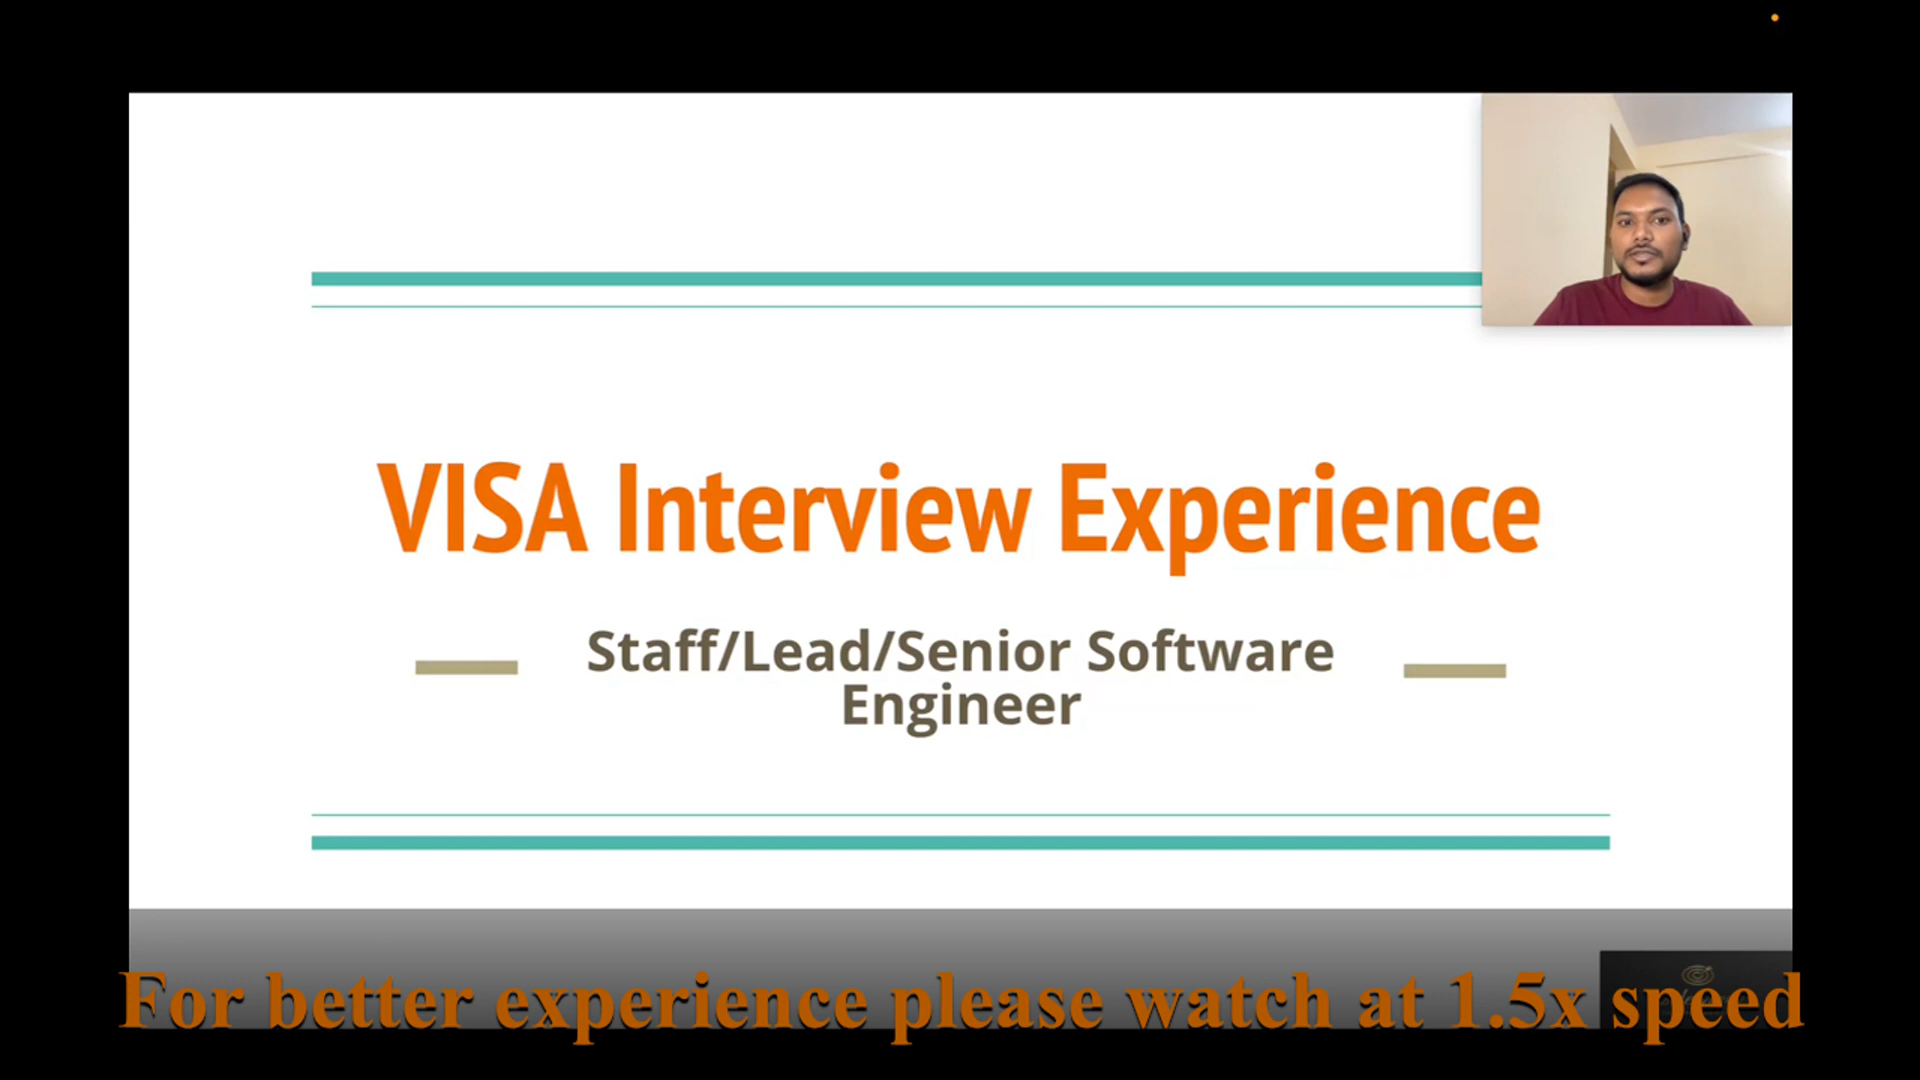 VISA Interview Experience
Staff/Lead/Senior Software
Engineer
For better experience please watch at 1.5x speed